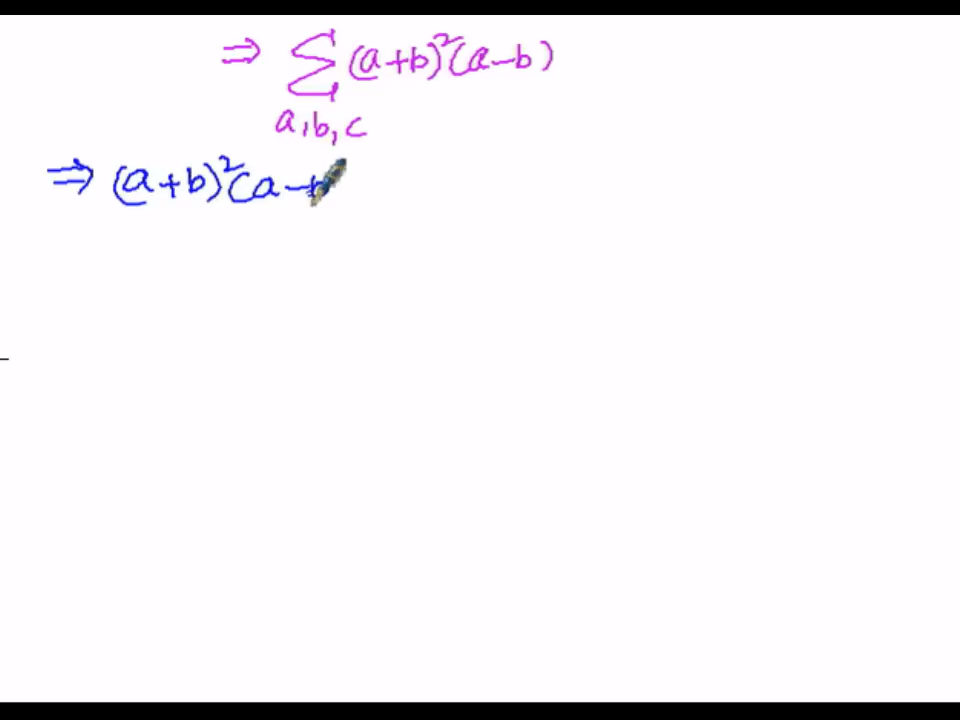 ⇒ ∑ (a+b)²(a−b)
a,b,c
⇒ (a+b)²(a−